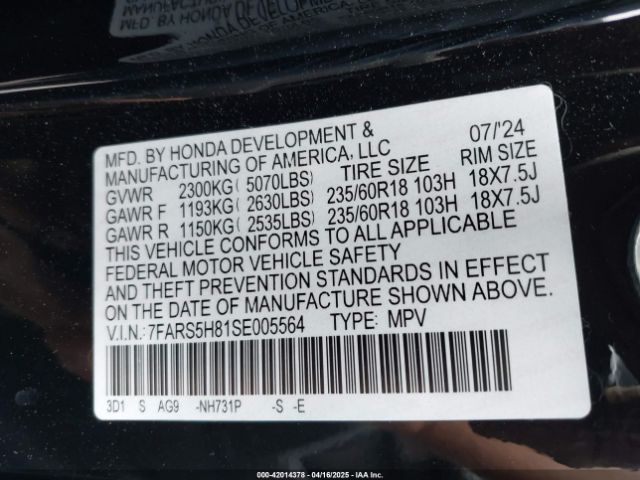 MFD. BY HONDA DEVELOPMENT &
MANUFACTURING OF AMERICA, LLC 07/'24
GVWR 2300KG( 5070LBS) TIRE SIZE RIM SIZE
GAWR F 1193KG( 2630LBS) 235/60R18 103H 18X7.5J
GAWR R 1150KG( 2535LBS) 235/60R18 103H 18X7.5J
THIS VEHICLE CONFORMS TO ALL APPLICABLE
FEDERAL MOTOR VEHICLE SAFETY
AND THEFT PREVENTION STANDARDS IN EFFECT
ON THE DATE OF MANUFACTURE SHOWN ABOVE.
V.I.N.:7FARS5H81SE005564 TYPE: MPV
3D1 S AG9 -NH731P -S -E
000-42014378 - 04/16/2025 - IAA Inc.